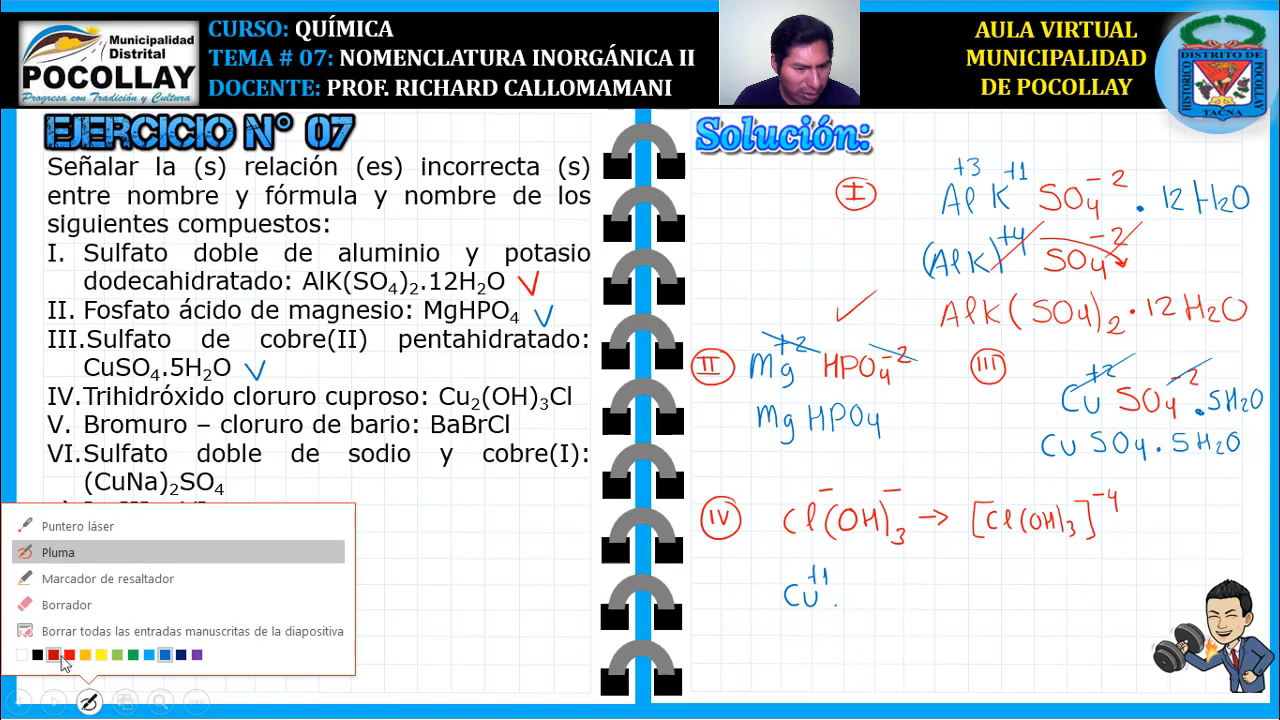 Municipalidad
Distrital
POCOLLAY
Progresa con Tradición y Cultura
CURSO: QUÍMICA
TEMA # 07: NOMENCLATURA INORGÁNICA II
DOCENTE: PROF. RICHARD CALLOMAMANI
AULA VIRTUAL
MUNICIPALIDAD
DE POCOLLAY
DISTRITO DE
HISTORICO
POCOLLAY
TACNA
EJERCICIO N° 07
Señalar la (s) relación (es) incorrecta (s)
entre nombre y fórmula y nombre de los
siguientes compuestos:
I. Sulfato doble de aluminio y potasio
dodecahidratado: AlK(SO₄)₂.12H₂O
II. Fosfato ácido de magnesio: MgHPO₄
III.Sulfato de cobre(II) pentahidratado:
CuSO₄.5H₂O
IV. Trihidróxido cloruro cuproso: Cu₂(OH)₃Cl
V. Bromuro – cloruro de bario: BaBrCl
VI.Sulfato doble de sodio y cobre(I):
(CuNa)₂SO₄
Puntero láser
Pluma
Marcador de resaltador
Borrador
Borrar todas las entradas manuscritas de la diapositiva
Solución:
I Al⁺³ K⁺¹ SO₄⁻² . 12 H₂O
(AlK)⁺⁴ SO₄⁻²
AlK(SO₄)₂ . 12 H₂O
II Mg⁺² HPO₄⁻²
Mg HPO₄
III Cu⁺² SO₄⁻² . 5H₂O
Cu SO₄ . 5H₂O
IV Cl⁻(OH)⁻₃ → [Cl(OH)₃]⁻⁴
Cu⁺¹